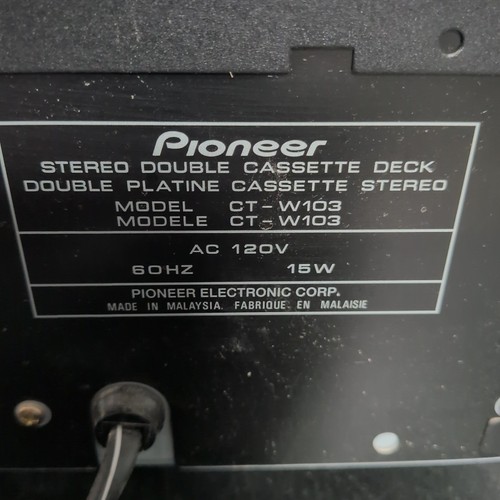 Pioneer
STEREO DOUBLE CASSETTE DECK
DOUBLE PLATINE CASSETTE STEREO
MODEL CT-W103
MODELE CT-W103
AC 120V
60HZ 15W
PIONEER ELECTRONIC CORP.
MADE IN MALAYSIA. FABRIQUE EN MALAISIE